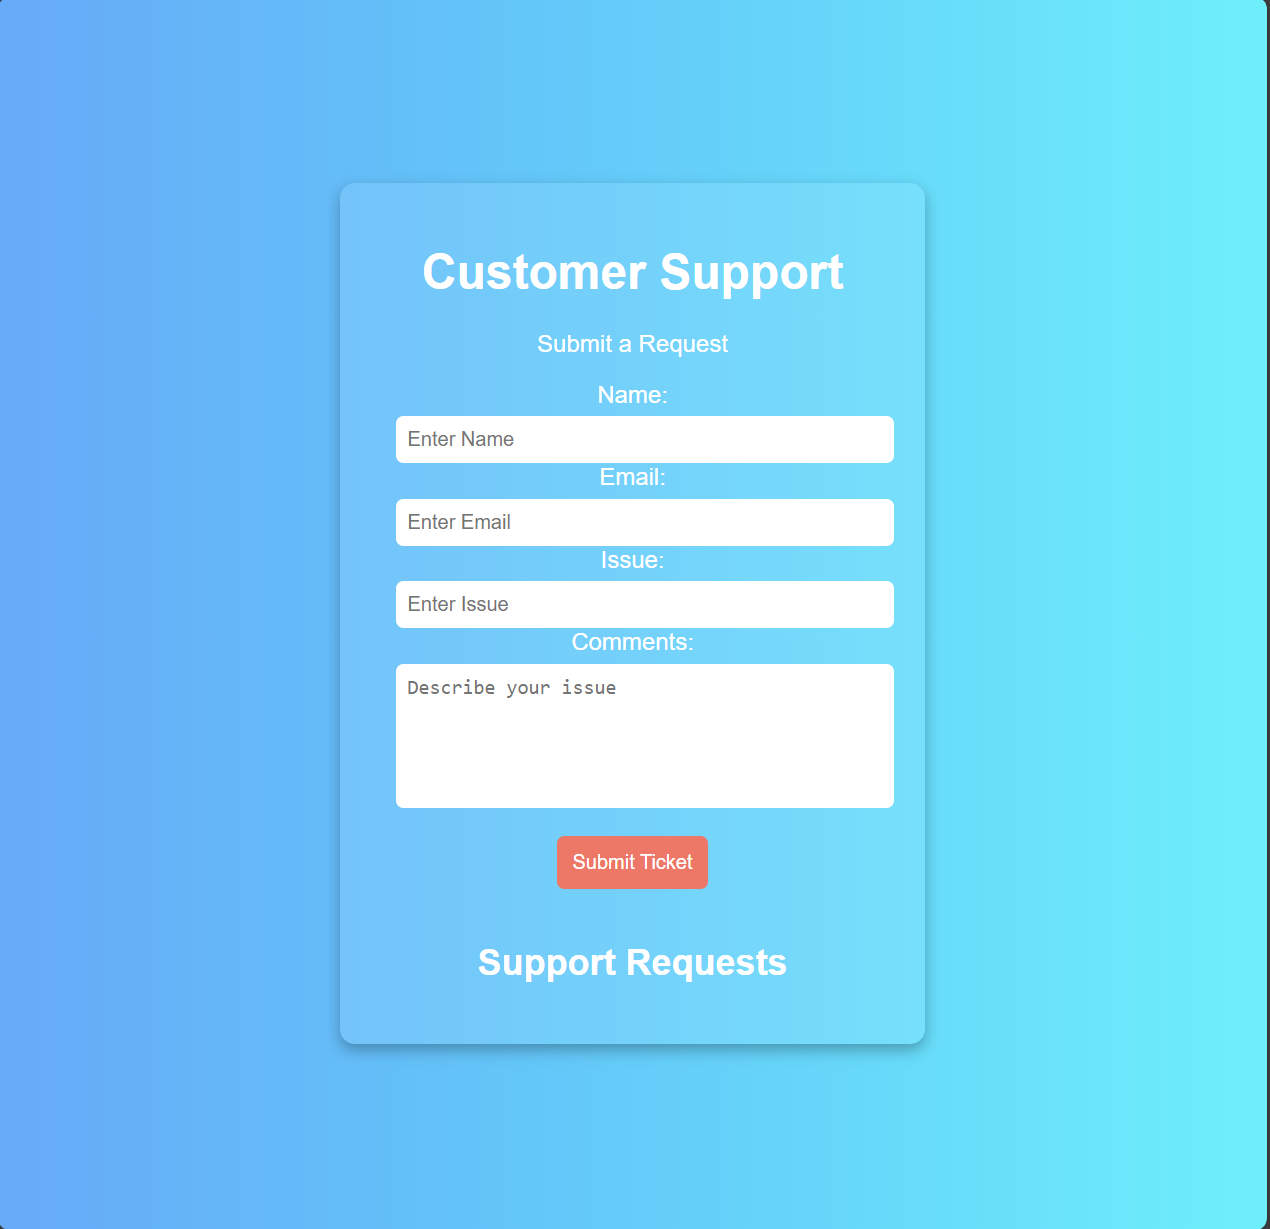 Customer Support
Submit a Request
Name:
Enter Name
Email:
Enter Email
Issue:
Enter Issue
Comments:
Describe your issue
Submit Ticket
Support Requests